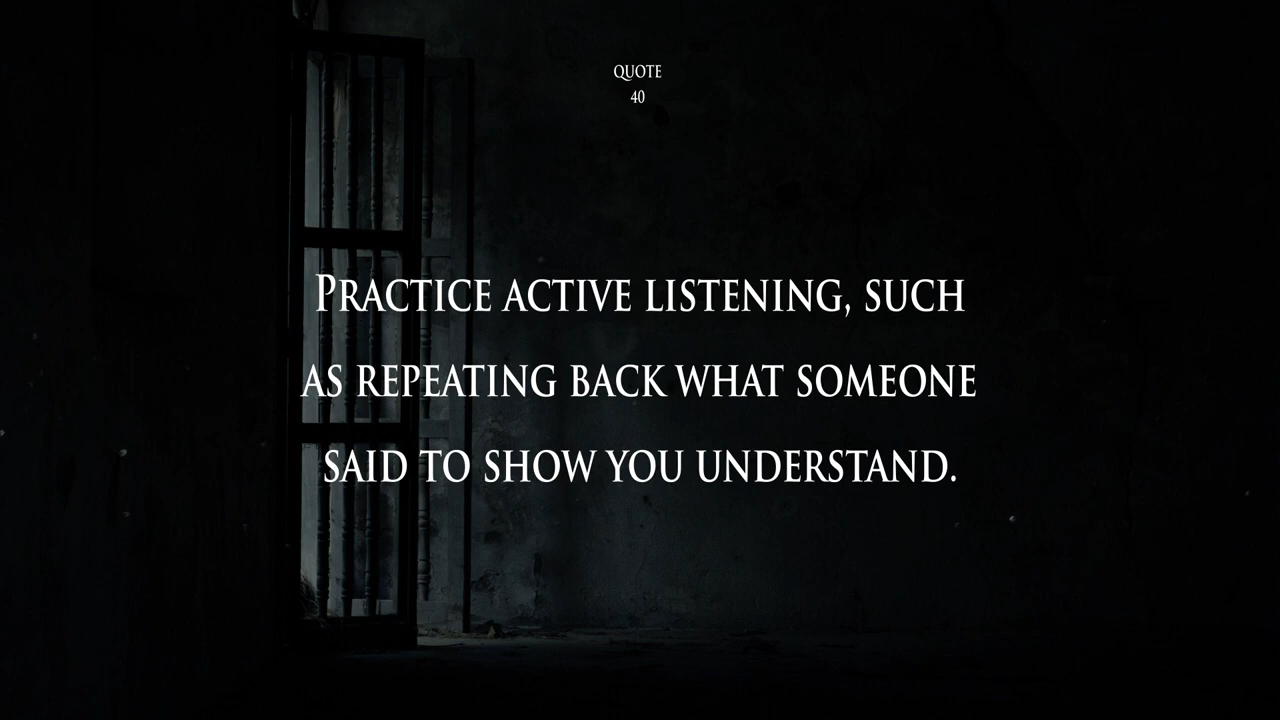 QUOTE
40
PRACTICE ACTIVE LISTENING, SUCH
AS REPEATING BACK WHAT SOMEONE
SAID TO SHOW YOU UNDERSTAND.